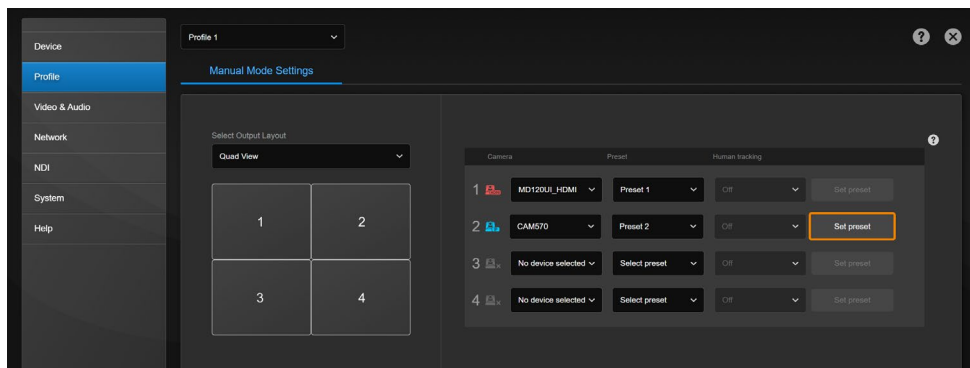 Profile 1
Device
Profile
Manual Mode Settings
Video & Audio
Network
NDI
System
Help
Select Output Layout
Quad View
1
2
3
4
Camera Preset Human tracking
1 MD120UI_HDMI Preset 1 Off Set preset
2 CAM570 Preset 2 Off Set preset
3 No device selected Select preset Off Set preset
4 No device selected Select preset Off Set preset